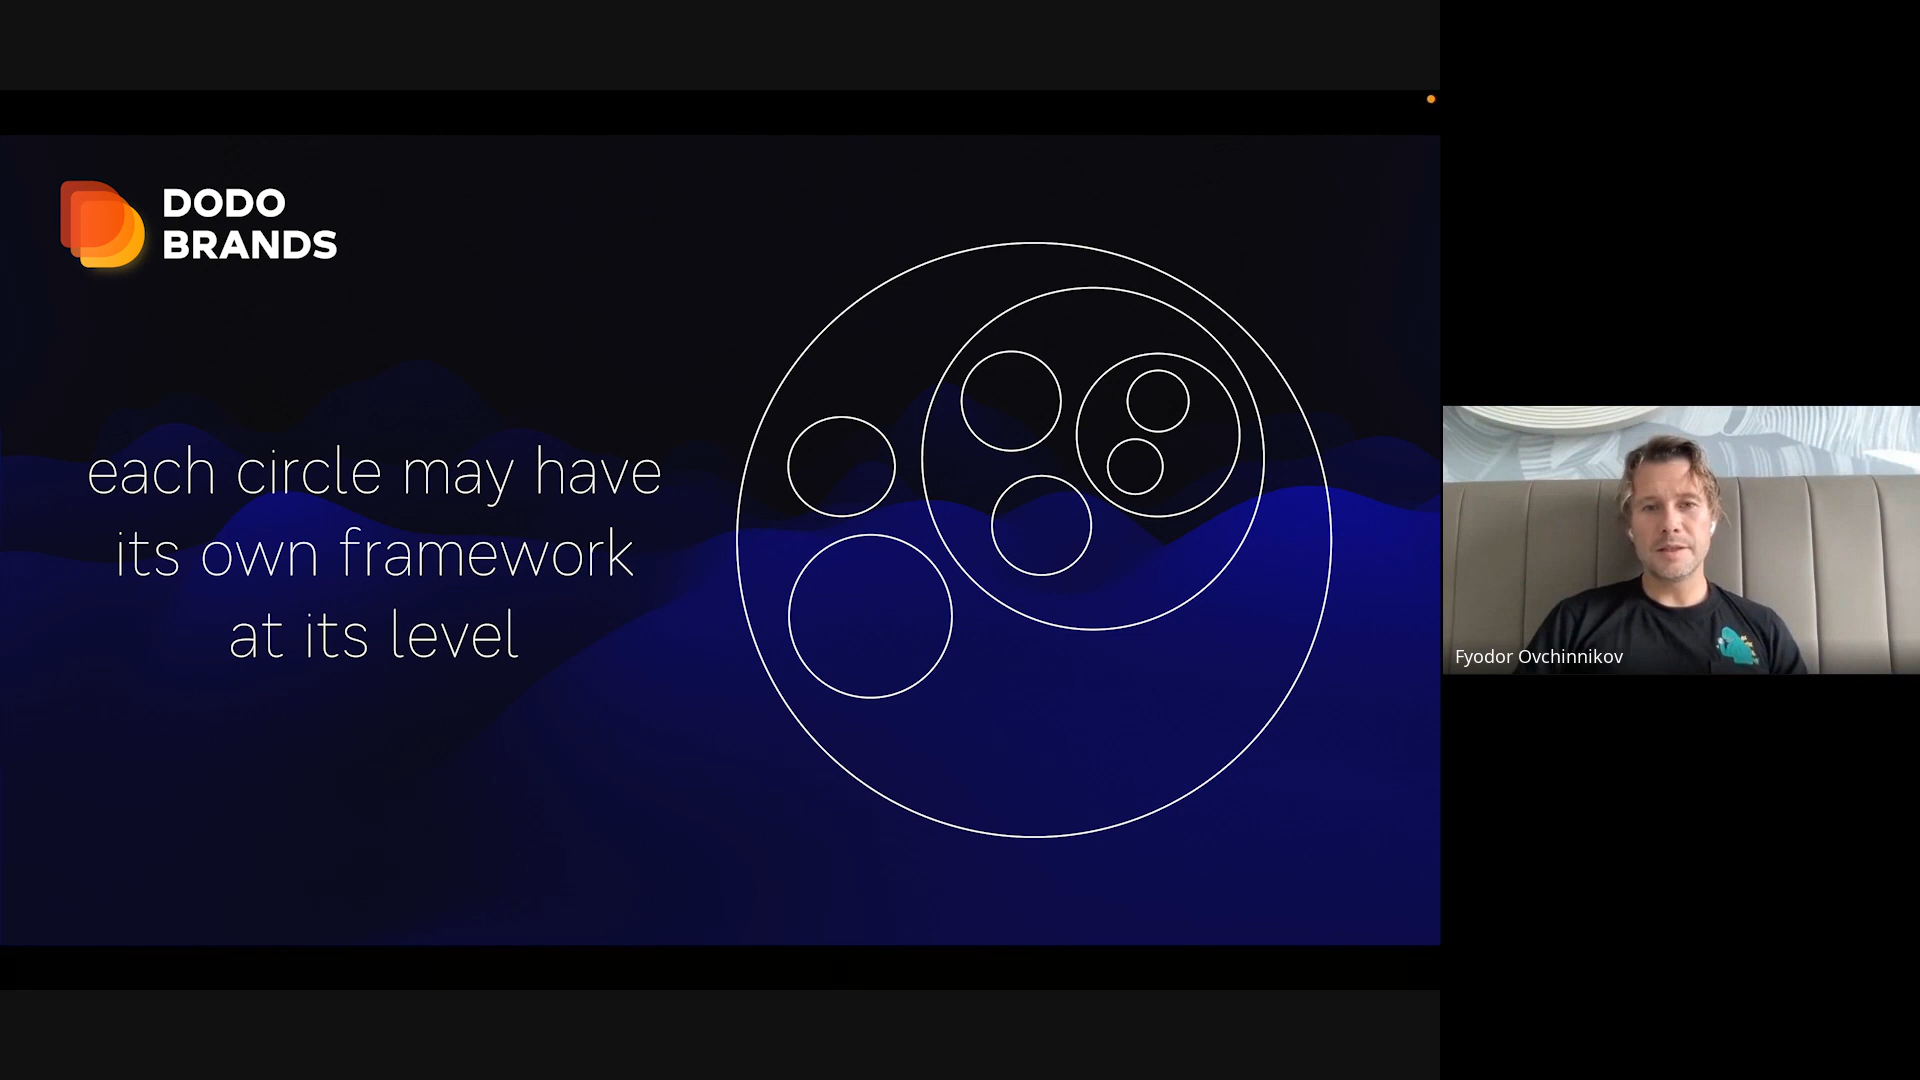 DODO
BRANDS
each circle may have
its own framework
at its level
Fyodor Ovchinnikov